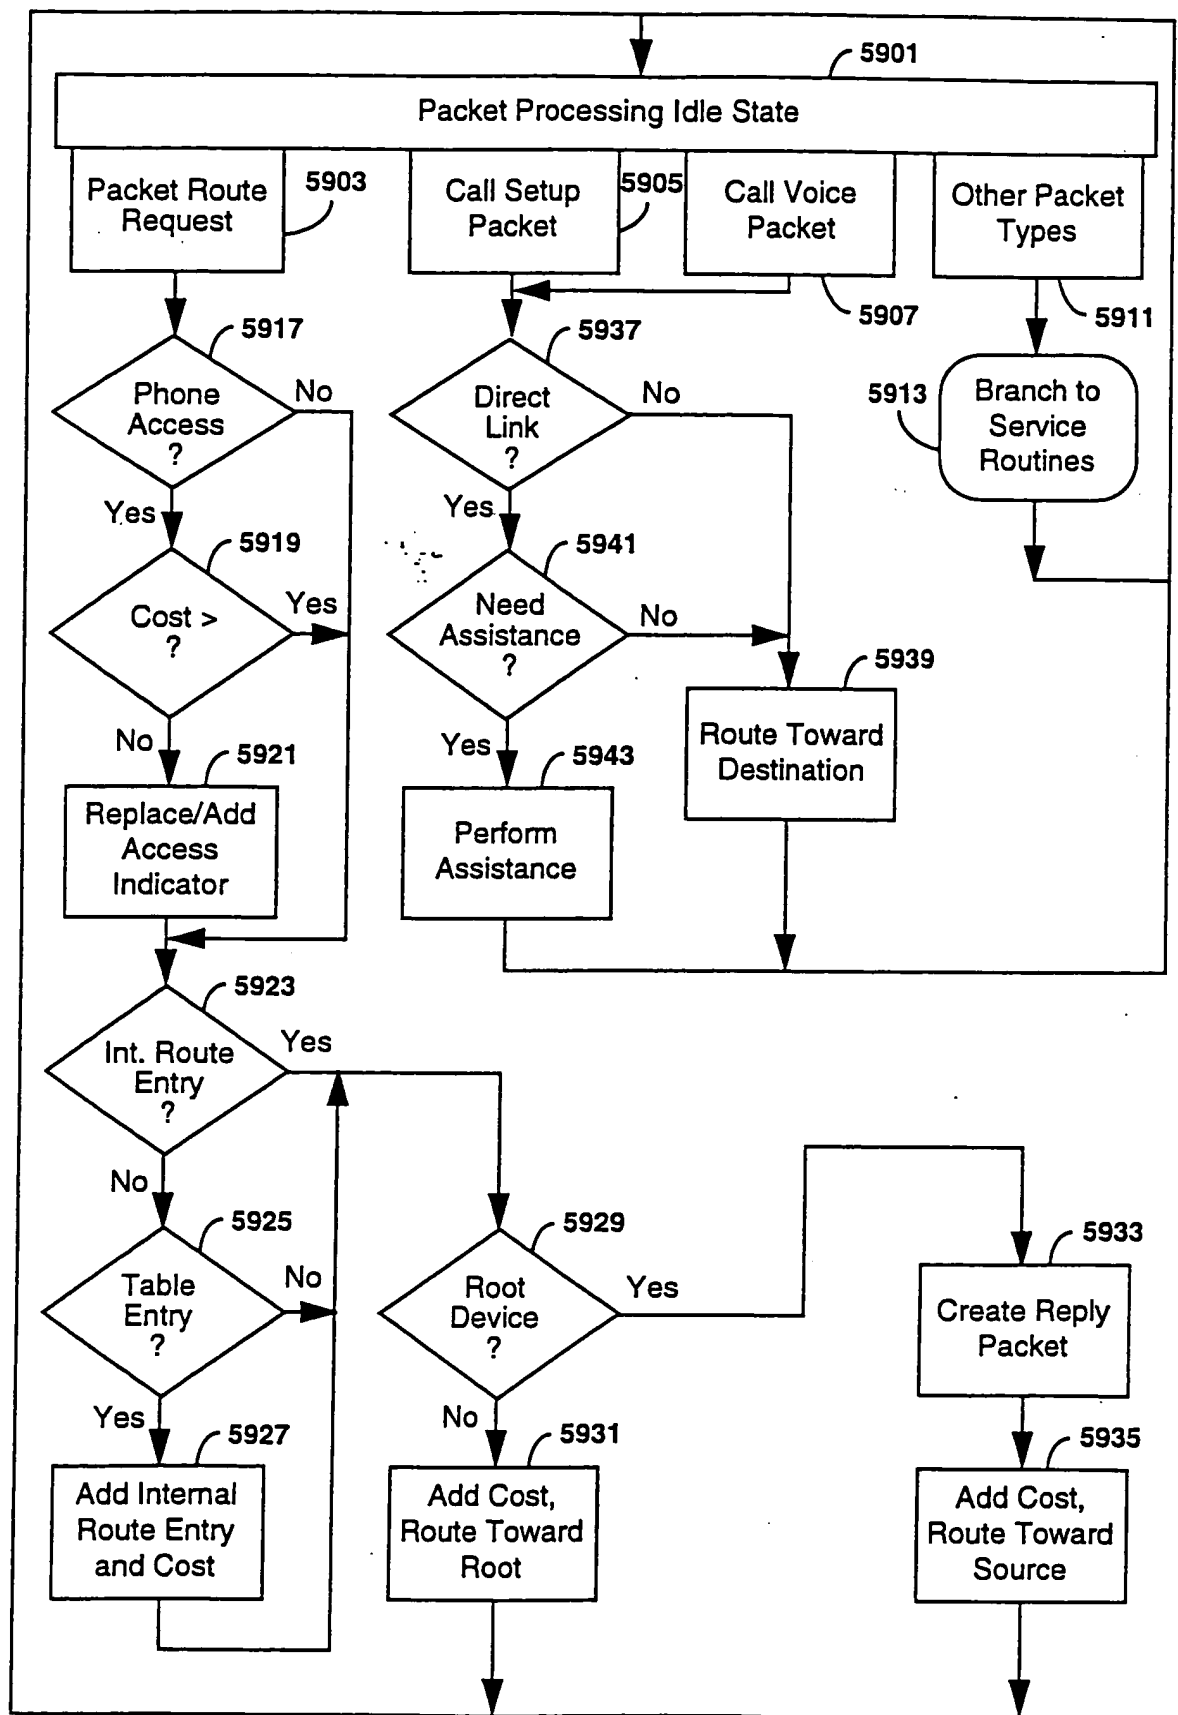 5901
Packet Processing Idle State
Packet Route
Request
5903
Call Setup
Packet
5905
Call Voice
Packet
5907
Other Packet
Types
5911
5917
Phone
Access
?
No
Yes
5937
Direct
Link
?
No
Yes
5913
Branch to
Service
Routines
5919
Cost >
?
Yes
No
5941
Need
Assistance
?
No
Yes
5939
Route Toward
Destination
5921
Replace/Add
Access
Indicator
5943
Perform
Assistance
5923
Int. Route
Entry
?
Yes
No
5925
Table
Entry
?
No
Yes
5929
Root
Device
?
Yes
No
5933
Create Reply
Packet
5927
Add Internal
Route Entry
and Cost
5931
Add Cost,
Route Toward
Root
5935
Add Cost,
Route Toward
Source